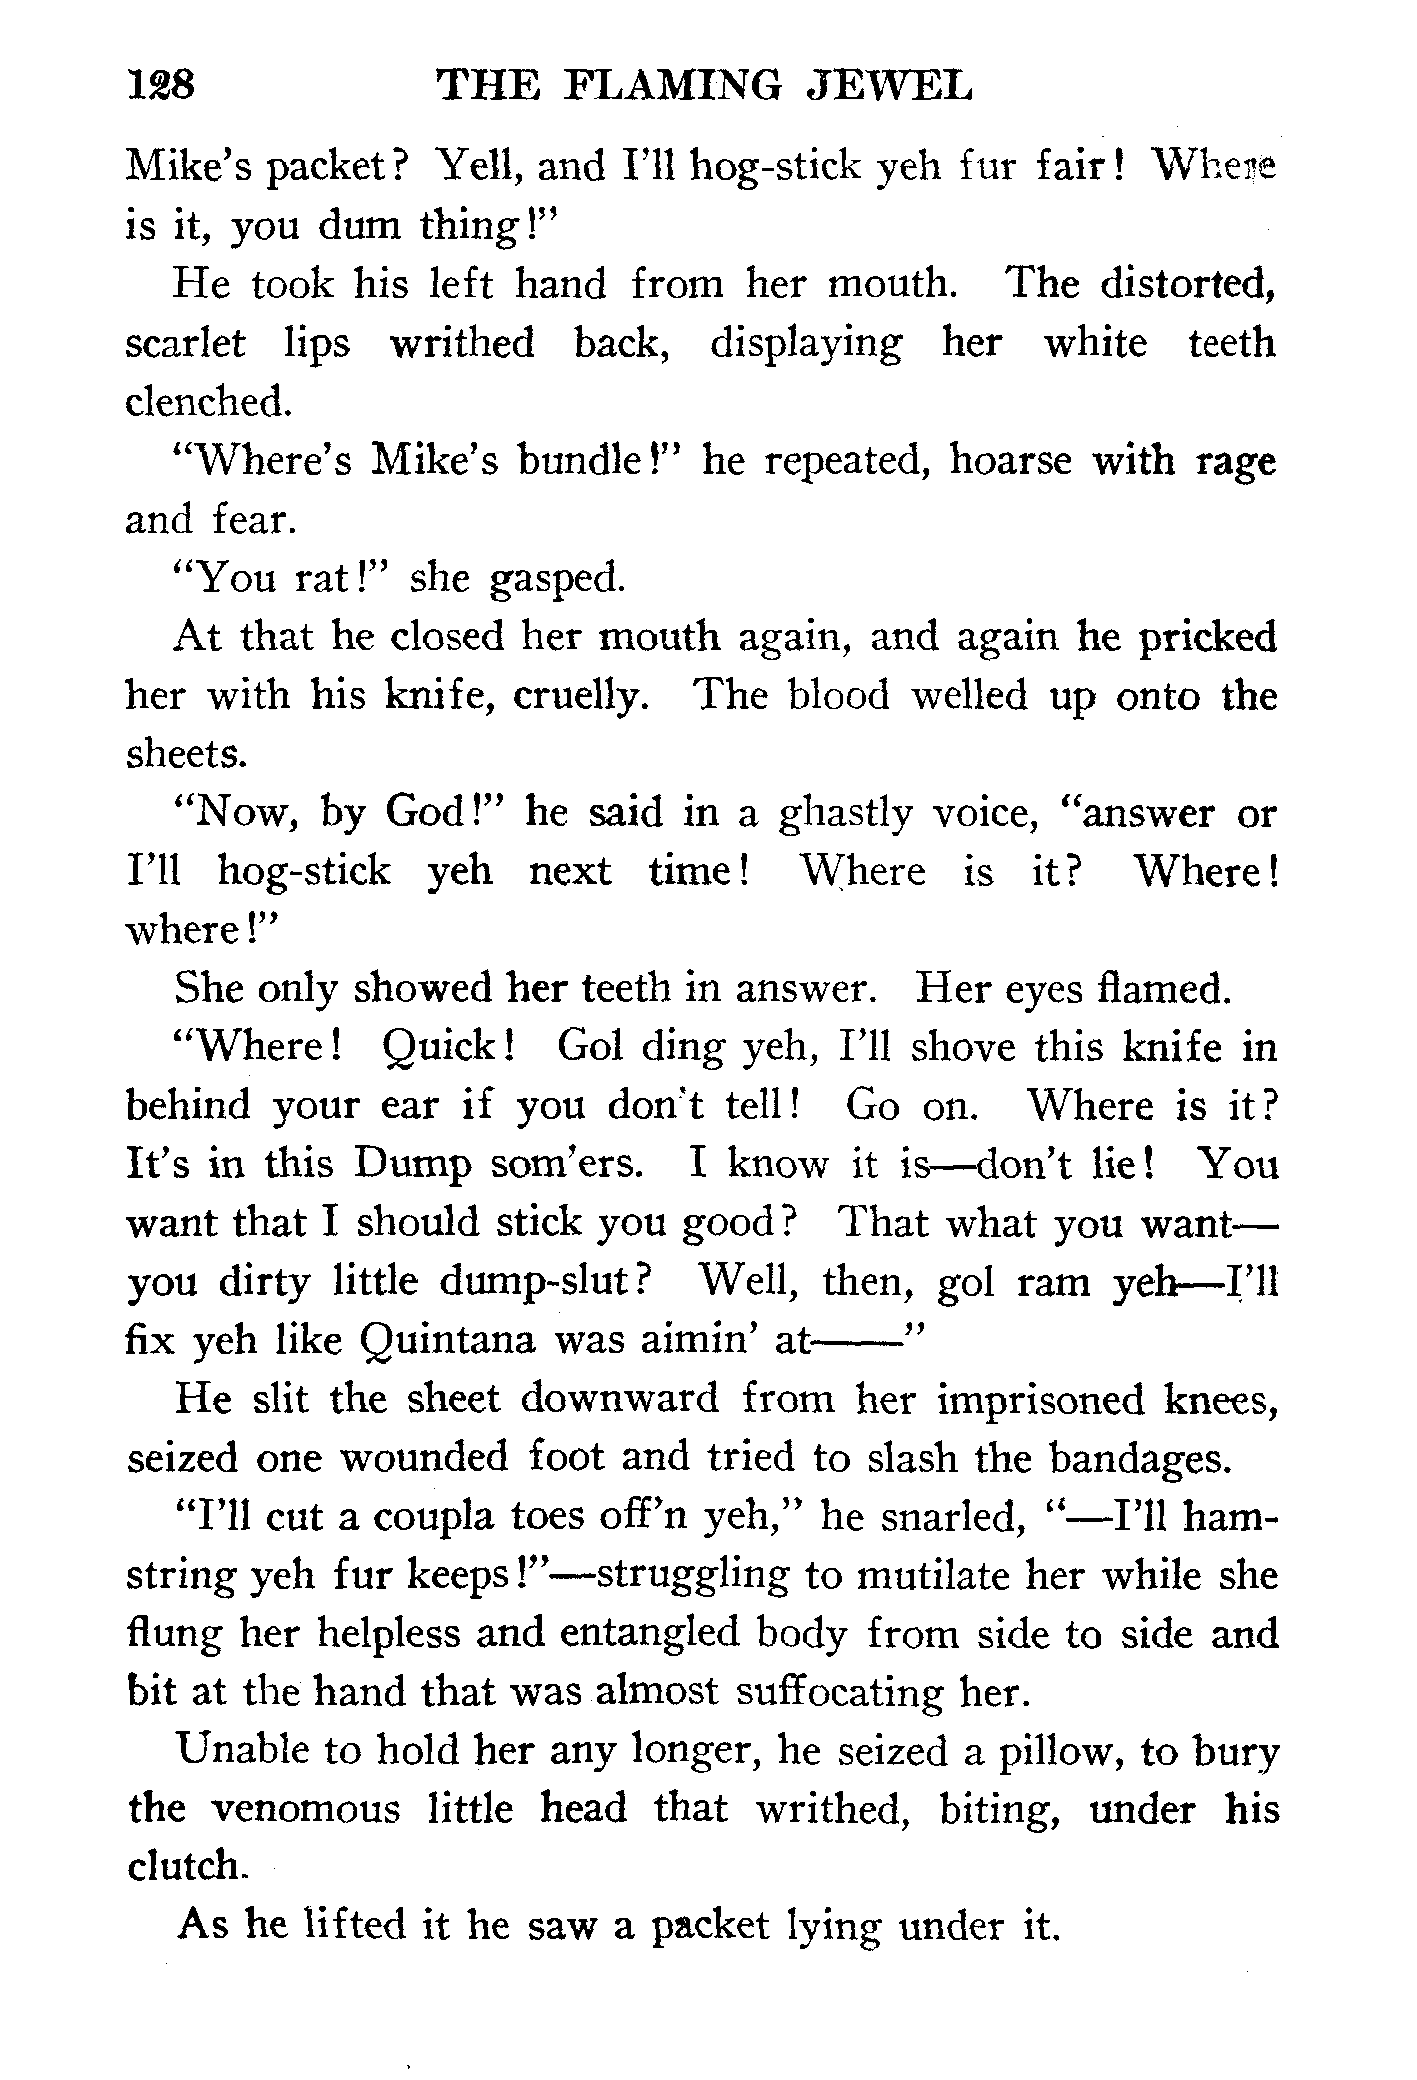 128 THE FLAMING JEWEL
Mike's packet? Yell, and I'll hog-stick yeh fur fair! Where
is it, you dum thing!"
He took his left hand from her mouth. The distorted,
scarlet lips writhed back, displaying her white teeth
clenched.
"Where's Mike's bundle!" he repeated, hoarse with rage
and fear.
"You rat!" she gasped.
At that he closed her mouth again, and again he pricked
her with his knife, cruelly. The blood welled up onto the
sheets.
"Now, by God!" he said in a ghastly voice, "answer or
I'll hog-stick yeh next time! Where is it? Where!
where!"
She only showed her teeth in answer. Her eyes flamed.
"Where! Quick! Gol ding yeh, I'll shove this knife in
behind your ear if you don't tell! Go on. Where is it?
It's in this Dump som'ers. I know it is—don't lie! You
want that I should stick you good? That what you want—
you dirty little dump-slut? Well, then, gol ram yeh—I'll
fix yeh like Quintana was aimin' at——"
He slit the sheet downward from her imprisoned knees,
seized one wounded foot and tried to slash the bandages.
"I'll cut a coupla toes off'n yeh," he snarled, "—I'll ham-
string yeh fur keeps!"—struggling to mutilate her while she
flung her helpless and entangled body from side to side and
bit at the hand that was almost suffocating her.
Unable to hold her any longer, he seized a pillow, to bury
the venomous little head that writhed, biting, under his
clutch.
As he lifted it he saw a packet lying under it.